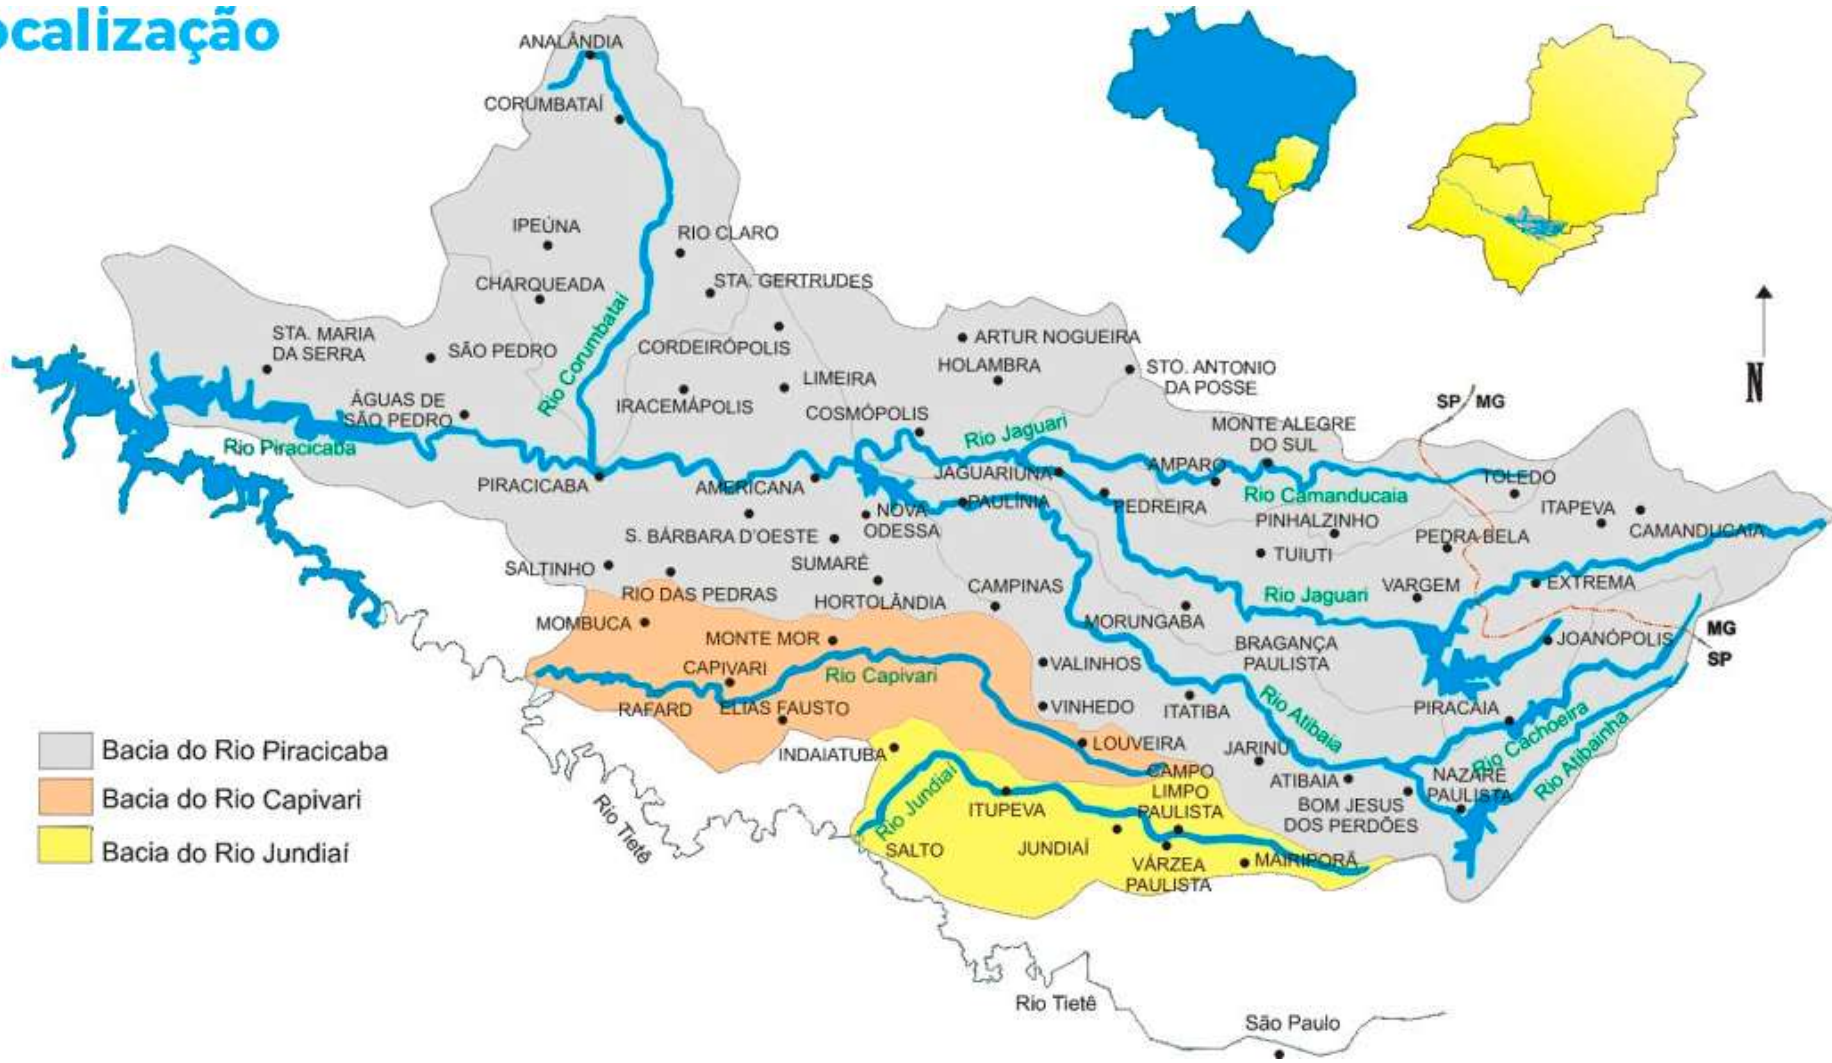 ocalização
ANALÂNDIA
CORUMBATAÍ
IPEÚNA
RIO CLARO
CHARQUEADA
STA. GERTRUDES
Rio Corumbataí
STA. MARIA
DA SERRA
SÃO PEDRO
CORDEIRÓPOLIS
ARTUR NOGUEIRA
HOLAMBRA
STO. ANTONIO
DA POSSE
LIMEIRA
IRACEMÁPOLIS
ÁGUAS DE
SÃO PEDRO
COSMÓPOLIS
SP / MG
N
Rio Piracicaba
Rio Jaguari
MONTE ALEGRE
DO SUL
PIRACICABA
AMERICANA
JAGUARIUNA
AMPARO
TOLEDO
Rio Camanducaia
PAULÍNIA
PEDREIRA
NOVA
ODESSA
PINHALZINHO
ITAPEVA
CAMANDUCAIA
S. BÁRBARA D'OESTE
PEDRA BELA
TUIUTI
SALTINHO
SUMARÉ
RIO DAS PEDRAS
HORTOLÂNDIA
CAMPINAS
Rio Jaguari
VARGEM
EXTREMA
MOMBUCA
MONTE MOR
MORUNGABA
BRAGANÇA
PAULISTA
JOANÓPOLIS
MG
SP
CAPIVARI
Rio Capivari
VALINHOS
RAFARD
ELIAS FAUSTO
VINHEDO
ITATIBA
Rio Atibaia
PIRACAIA
Rio Cachoeira
Rio Atibainha
INDAIATUBA
LOUVEIRA
JARINU
CAMPO
LIMPO
PAULISTA
ATIBAIA
NAZARE
PAULISTA
BOM JESUS
DOS PERDÕES
Rio Jundiaí
ITUPEVA
SALTO
JUNDIAÍ
VÁRZEA
PAULISTA
MAIRIPORÃ
Bacia do Rio Piracicaba
Bacia do Rio Capivari
Bacia do Rio Jundiaí
Rio Tietê
Rio Tietê
São Paulo